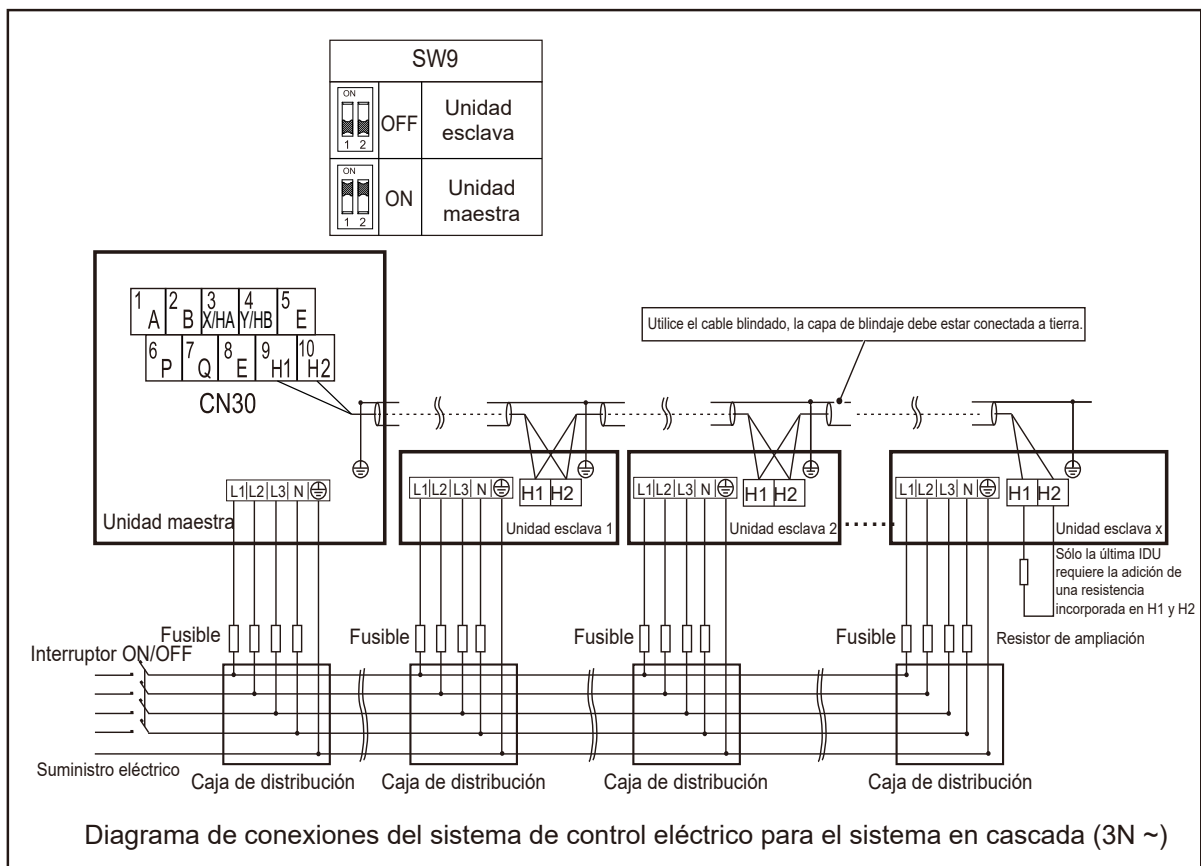 SW9
ON
1 2
OFF
Unidad
esclava
ON
1 2
ON
Unidad
maestra
1 A
2 B
3 X/HA
4 Y/HB
5 E
6 P
7 Q
8 E
9 H1
10 H2
CN30
Utilice el cable blindado, la capa de blindaje debe estar conectada a tierra.
L1 L2 L3 N
Unidad maestra
L1 L2 L3 N
H1 H2
Unidad esclava 1
L1 L2 L3 N
H1 H2
Unidad esclava 2
L1 L2 L3 N
H1 H2
Unidad esclava x
Sólo la última IDU
requiere la adición de
una resistencia
incorporada en H1 y H2
Resistor de ampliación
Fusible
Fusible
Fusible
Fusible
Interruptor ON/OFF
Suministro eléctrico
Caja de distribución
Caja de distribución
Caja de distribución
Caja de distribución
Diagrama de conexiones del sistema de control eléctrico para el sistema en cascada (3N ~)